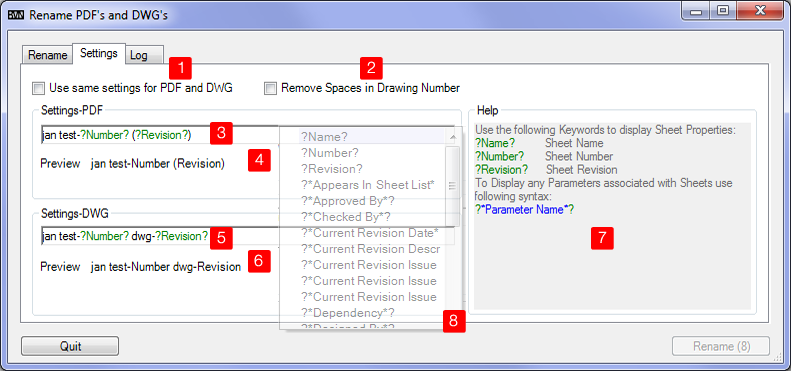 RVW Rename PDF's and DWG's
Rename Settings Log
1 2
Use same settings for PDF and DWG Remove Spaces in Drawing Number
Settings-PDF
jan test-?Number? (?Revision?) 3
Preview jan test-Number (Revision) 4
Settings-DWG
jan test-?Number? dwg-?Revision? 5
Preview jan test-Number dwg-Revision 6
?Name?
?Number?
?Revision?
?*Appears In Sheet List*
?*Approved By*?
?*Checked By*?
?*Current Revision Date*
?*Current Revision Descr
?*Current Revision Issue
?*Current Revision Issue
?*Current Revision Issue
?*Dependency*?
?*Designed By*?
8
Help
Use the following Keywords to display Sheet Properties:
?Name? Sheet Name
?Number? Sheet Number
?Revision? Sheet Revision
To Display any Parameters associated with Sheets use
following syntax:
?*Parameter Name*?
7
Quit Rename (8)